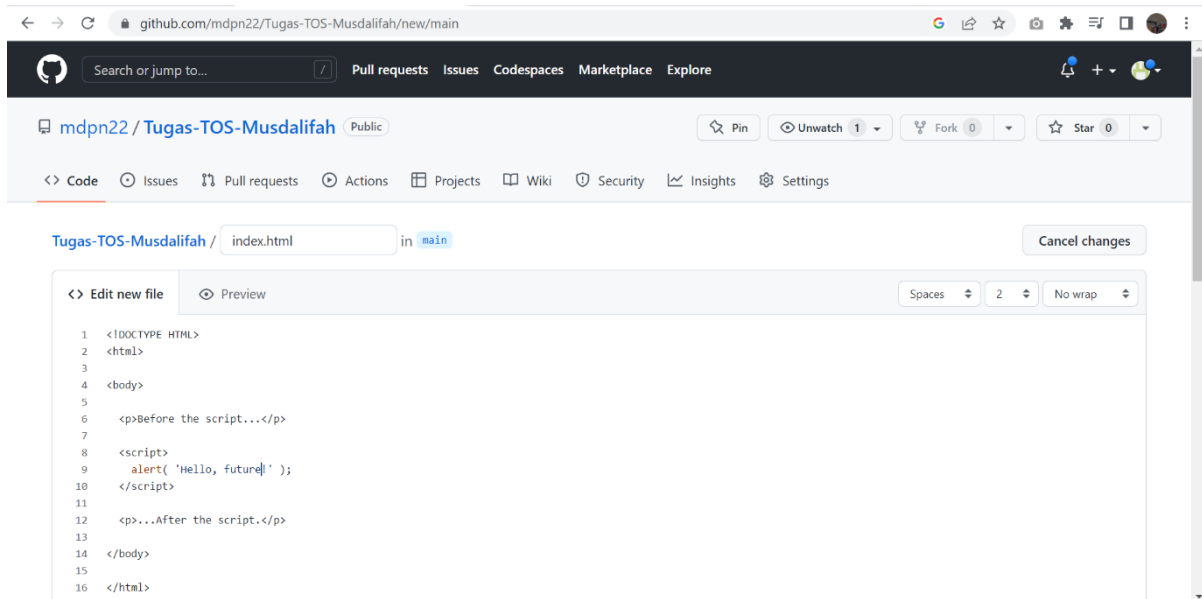 github.com/mdpn22/Tugas-TOS-Musdalifah/new/main
Search or jump to... / Pull requests Issues Codespaces Marketplace Explore
mdpn22 / Tugas-TOS-Musdalifah Public Pin Unwatch 1 Fork 0 Star 0
<> Code Issues Pull requests Actions Projects Wiki Security Insights Settings
Tugas-TOS-Musdalifah / index.html in main Cancel changes
<> Edit new file Preview Spaces 2 No wrap
1 <!DOCTYPE HTML>
2 <html>
3
4 <body>
5
6 <p>Before the script...</p>
7
8 <script>
9 alert( 'Hello, future!' );
10 </script>
11
12 <p>...After the script.</p>
13
14 </body>
15
16 </html>